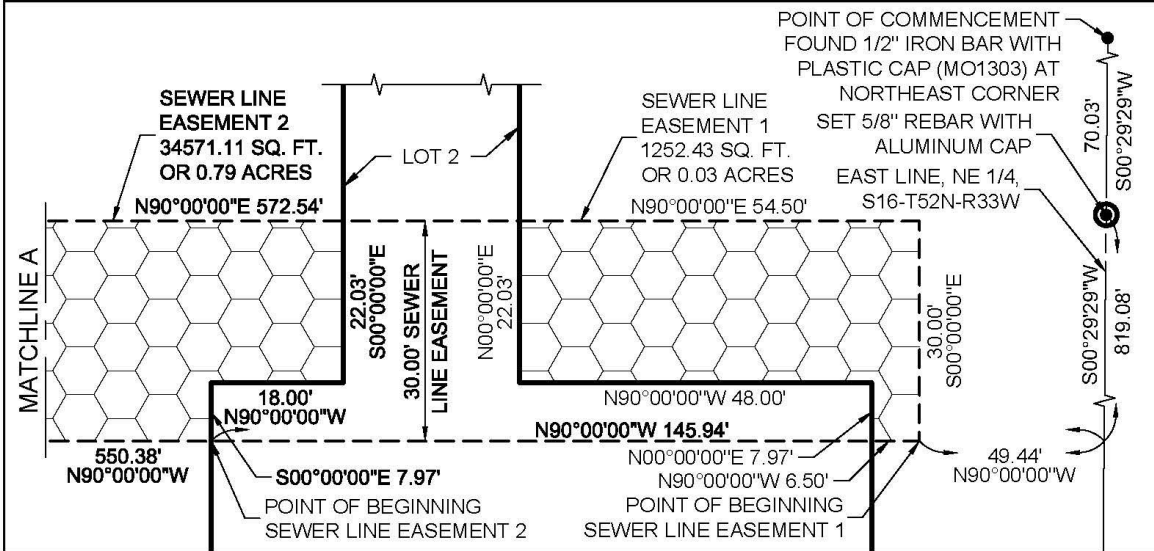 POINT OF COMMENCEMENT
FOUND 1/2" IRON BAR WITH
PLASTIC CAP (MO1303) AT
NORTHEAST CORNER
SET 5/8" REBAR WITH
ALUMINUM CAP
EAST LINE, NE 1/4,
S16-T52N-R33W
70.03'
S00°29'29"W
S00°29'29"W
819.08'
SEWER LINE
EASEMENT 2
34571.11 SQ. FT.
OR 0.79 ACRES
LOT 2
SEWER LINE
EASEMENT 1
1252.43 SQ. FT.
OR 0.03 ACRES
N90°00'00"E 572.54'
N90°00'00"E 54.50'
MATCHLINE A
22.03'
S00°00'00"E
30.00' SEWER
LINE EASEMENT
N00°00'00"E
22.03'
30.00'
S00°00'00"E
18.00'
N90°00'00"W
N90°00'00"W 48.00'
N90°00'00"W 145.94'
550.38'
N90°00'00"W
S00°00'00"E 7.97'
N00°00'00"E 7.97'
N90°00'00"W 6.50'
49.44'
N90°00'00"W
POINT OF BEGINNING
SEWER LINE EASEMENT 2
POINT OF BEGINNING
SEWER LINE EASEMENT 1